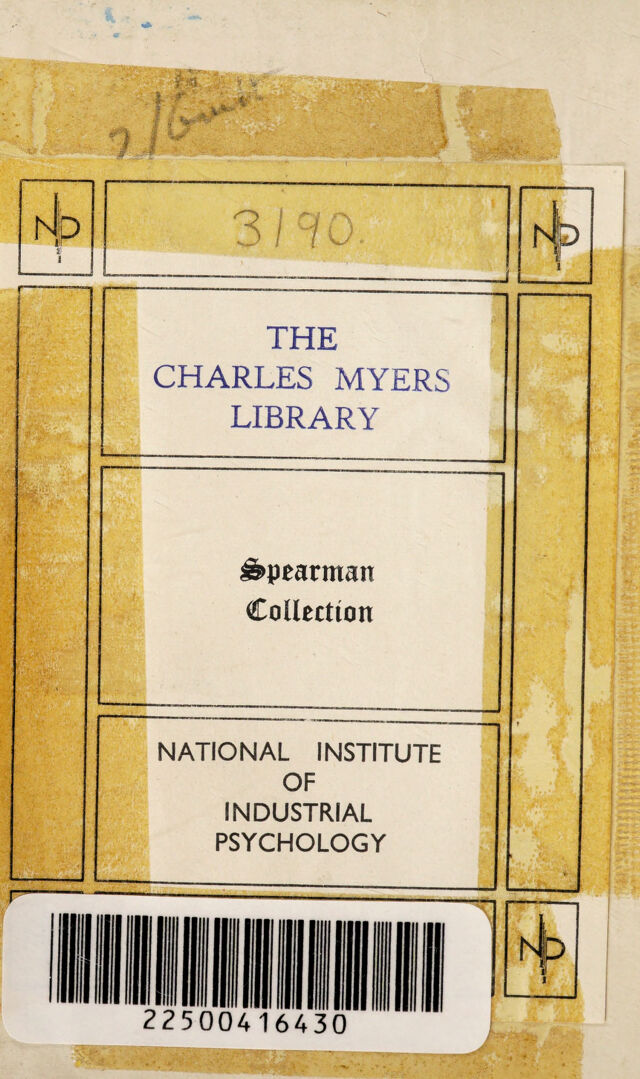 3190.
THE
CHARLES MYERS
LIBRARY
Spearman
Collection
NATIONAL INSTITUTE
OF
INDUSTRIAL
PSYCHOLOGY
22500416430